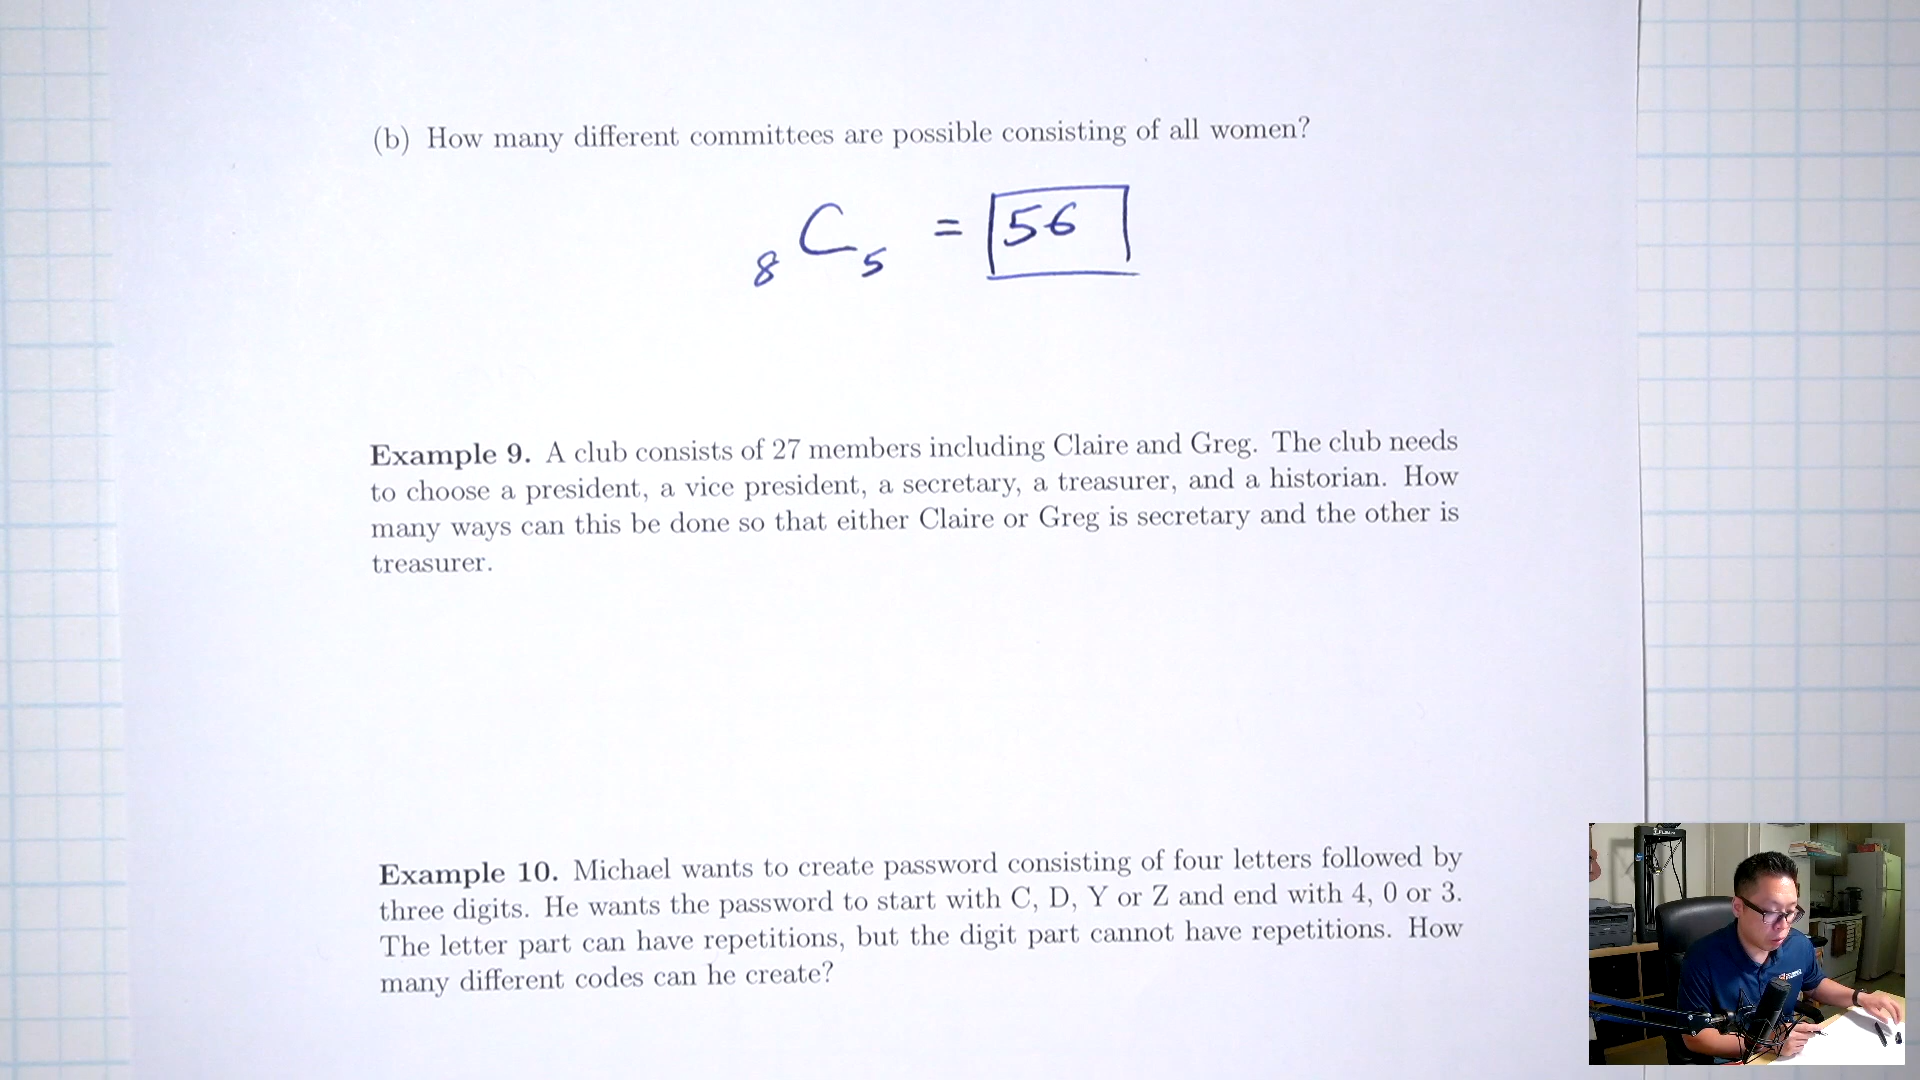 (b) How many different committees are possible consisting of all women?
₈C₅ = 56
Example 9. A club consists of 27 members including Claire and Greg. The club needs
to choose a president, a vice president, a secretary, a treasurer, and a historian. How
many ways can this be done so that either Claire or Greg is secretary and the other is
treasurer.
Example 10. Michael wants to create password consisting of four letters followed by
three digits. He wants the password to start with C, D, Y or Z and end with 4, 0 or 3.
The letter part can have repetitions, but the digit part cannot have repetitions. How
many different codes can he create?